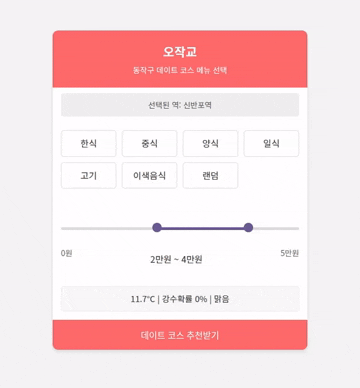 오작교
동작구 데이트 코스 메뉴 선택
선택된 역: 신반포역
한식 중식 양식 일식
고기 이색음식 랜덤
0원 2만원 ~ 4만원 5만원
11.7°C | 강수확률 0% | 맑음
데이트 코스 추천받기